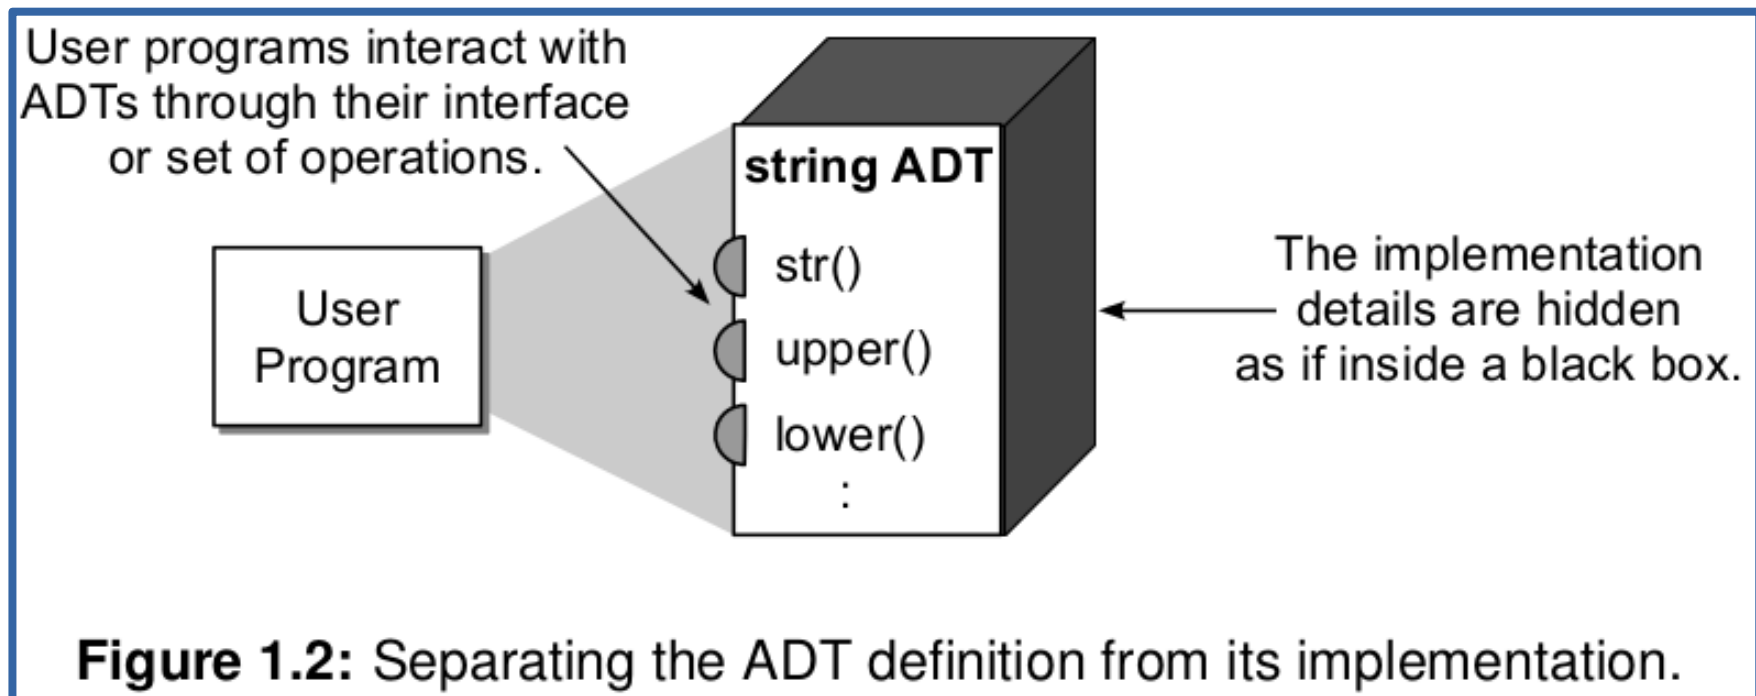 User programs interact with
ADTs through their interface
or set of operations.
string ADT
str()
upper()
lower()
:
User
Program
The implementation
details are hidden
as if inside a black box.
Figure 1.2: Separating the ADT definition from its implementation.